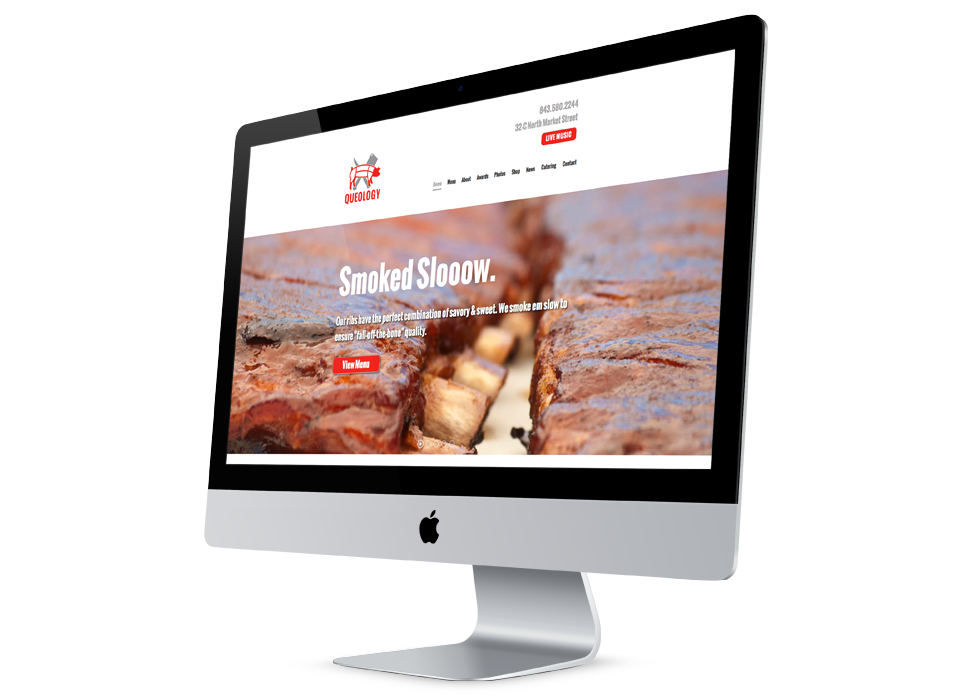 843.580.2244
32-C North Market Street
LIVE MUSIC
QUEOLOGY
Home Menu About Awards Photos Shop News Catering Contact
Smoked Slooow.
Our ribs have the perfect combination of savory & sweet. We smoke em slow to
ensure "fall-off-the-bone" quality.
View Menu